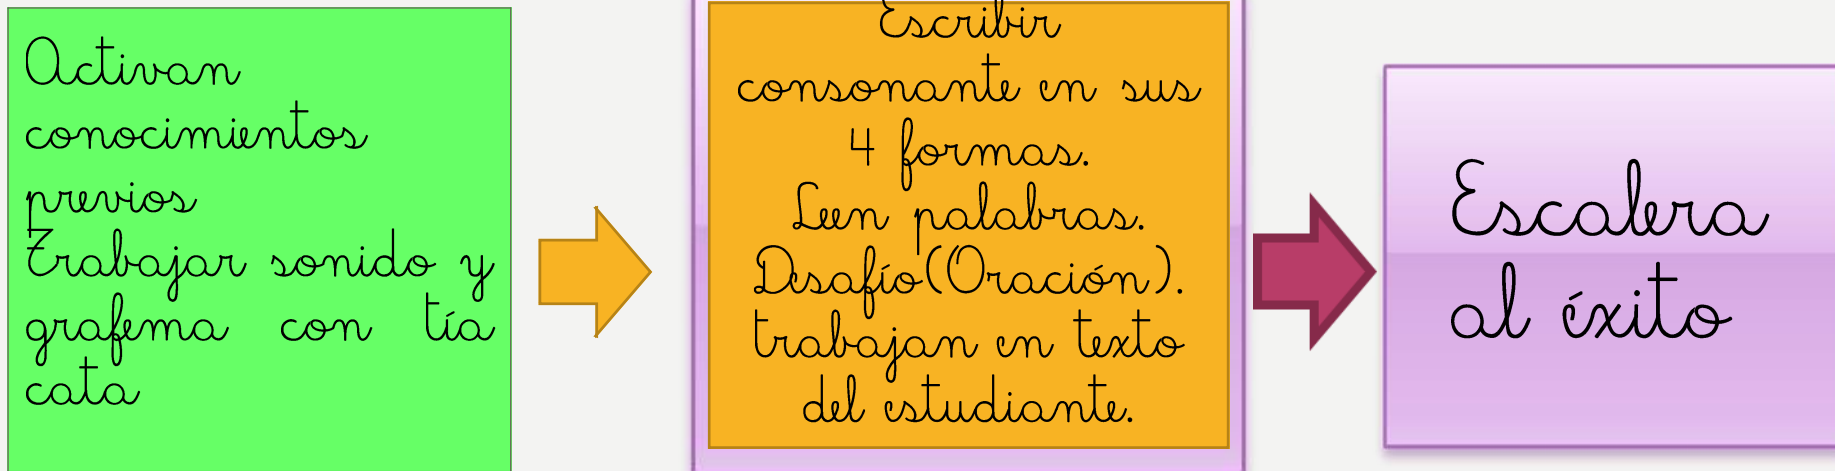 Activan
conocimientos
previos
Trabajar sonido y
grafema con tía
cata
Escribir
consonante en sus
4 formas.
Leen palabras.
Desafío(Oración).
trabajan en texto
del estudiante.
Escalera
al éxito